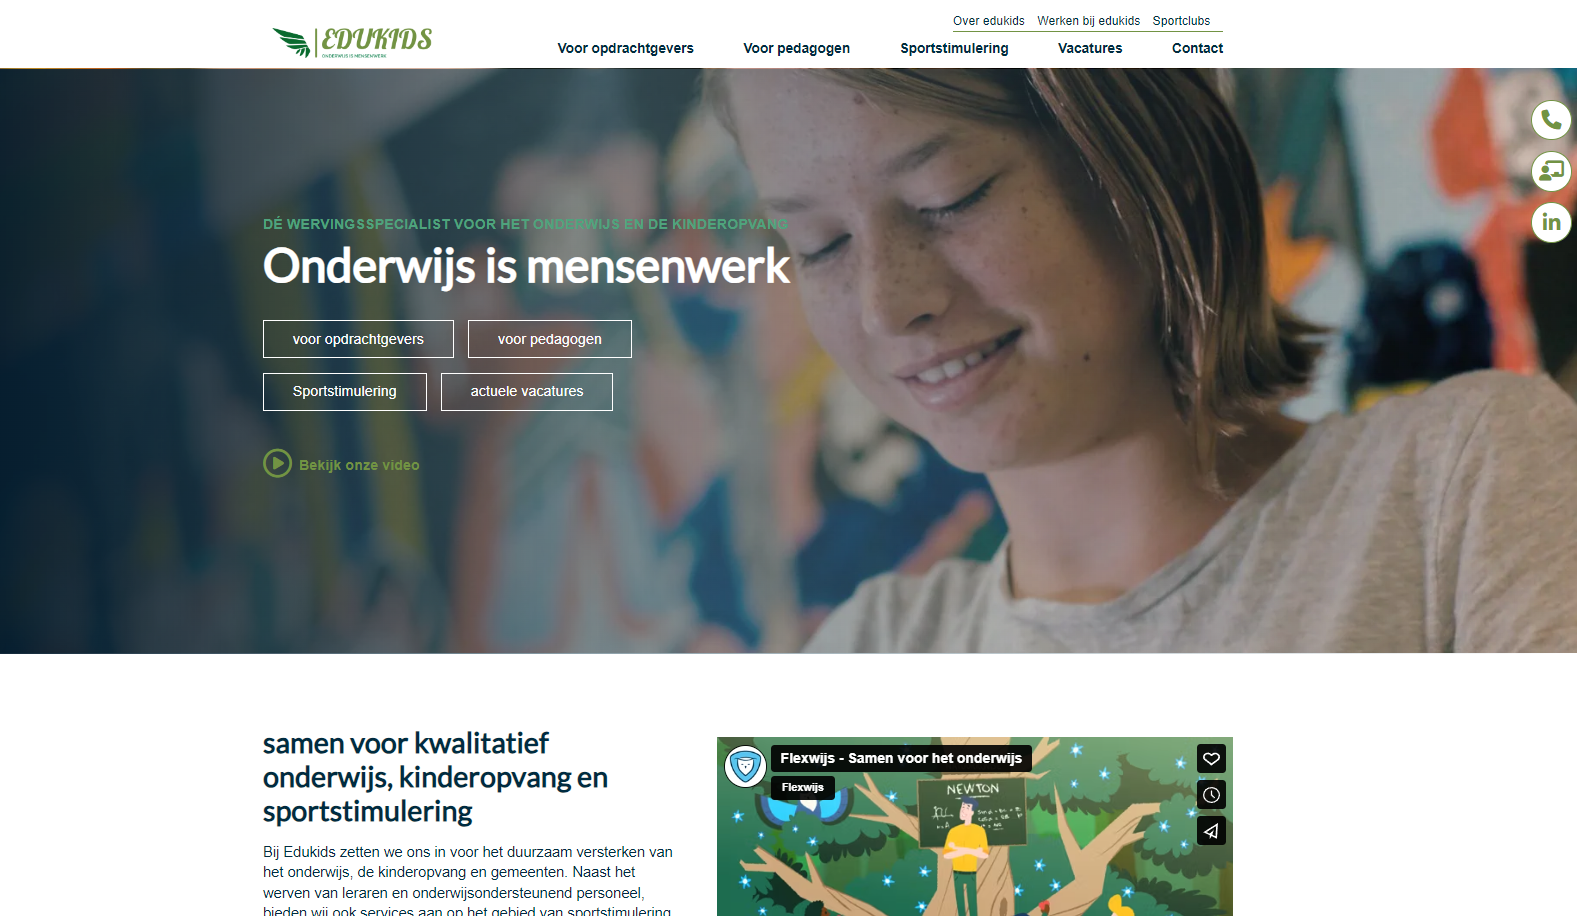 EDUKIDS
ONDERWIJS IS MENSENWERK
Over edukids Werken bij edukids Sportclubs
Voor opdrachtgevers Voor pedagogen Sportstimulering Vacatures Contact
DÉ WERVINGSSPECIALIST VOOR HET ONDERWIJS EN DE KINDEROPVANG
Onderwijs is mensenwerk
voor opdrachtgevers voor pedagogen
Sportstimulering actuele vacatures
Bekijk onze video
in
samen voor kwalitatief
onderwijs, kinderopvang en
sportstimulering
Bij Edukids zetten we ons in voor het duurzaam versterken van
het onderwijs, de kinderopvang en gemeenten. Naast het
werven van leraren en onderwijsondersteunend personeel,
bieden wij ook services aan op het gebied van sportstimulering
Flexwijs - Samen voor het onderwijs
Flexwijs
NEWTON